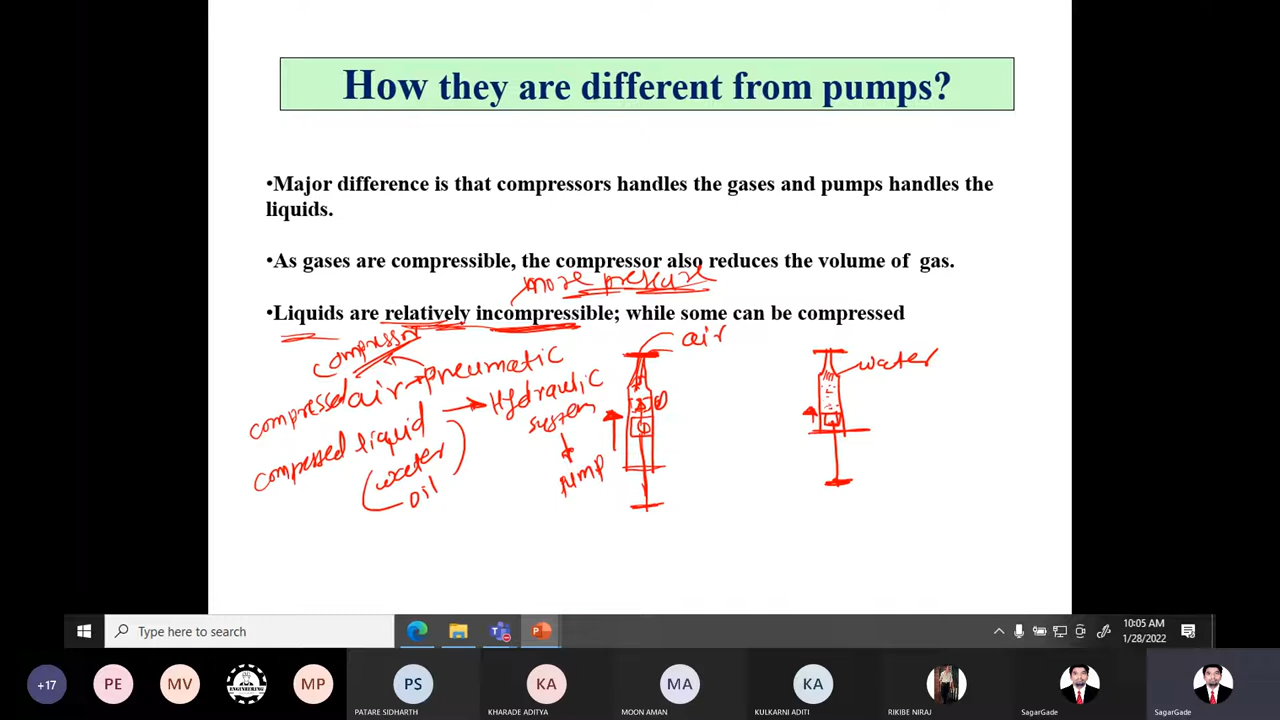 How they are different from pumps?
•Major difference is that compressors handles the gases and pumps handles the
liquids.
•As gases are compressible, the compressor also reduces the volume of gas.
more pressure
•Liquids are relatively incompressible; while some can be compressed
compressor
air
compressed air → pneumatic
water
compressed liquid → Hydraulic
system
(water
oil
pump
Type here to search
10:05 AM
1/28/2022
+17
PE
MV
ENGINEERING
MP
PS
KA
MA
KA
PATARE SIDHARTH
KHARADE ADITYA
MOON AMAN
KULKARNI ADITI
RIKIBE NIRAJ
SagarGade
SagarGade